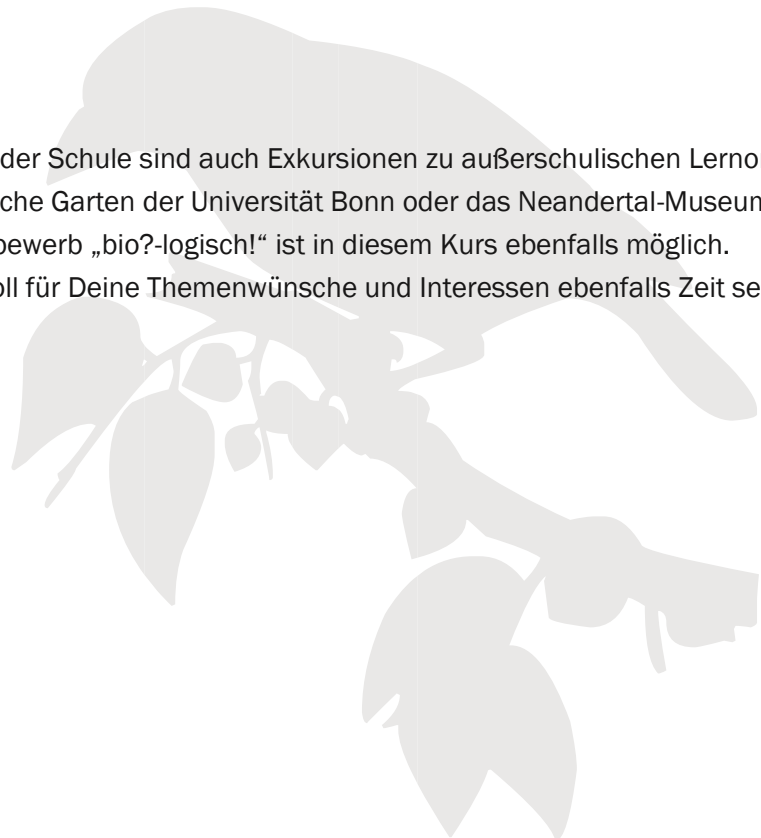 der Schule sind auch Exkursionen zu außerschulischen Lerno
che Garten der Universität Bonn oder das Neandertal-Museum
bewerb „bio?-logisch!“ ist in diesem Kurs ebenfalls möglich.
oll für Deine Themenwünsche und Interessen ebenfalls Zeit se